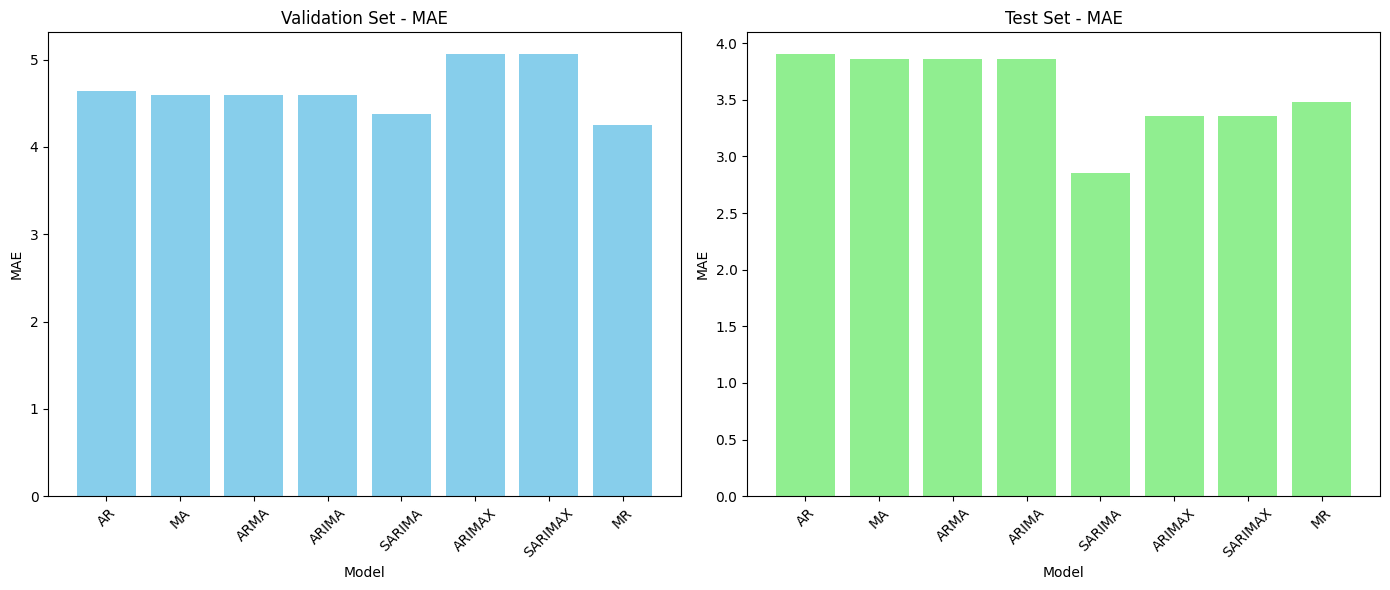 Validation Set - MAE
MAE
5
4
3
2
1
0
AR
MA
ARMA
ARIMA
SARIMA
ARIMAX
SARIMAX
MR
Model
Test Set - MAE
MAE
4.0
3.5
3.0
2.5
2.0
1.5
1.0
0.5
0.0
AR
MA
ARMA
ARIMA
SARIMA
ARIMAX
SARIMAX
MR
Model